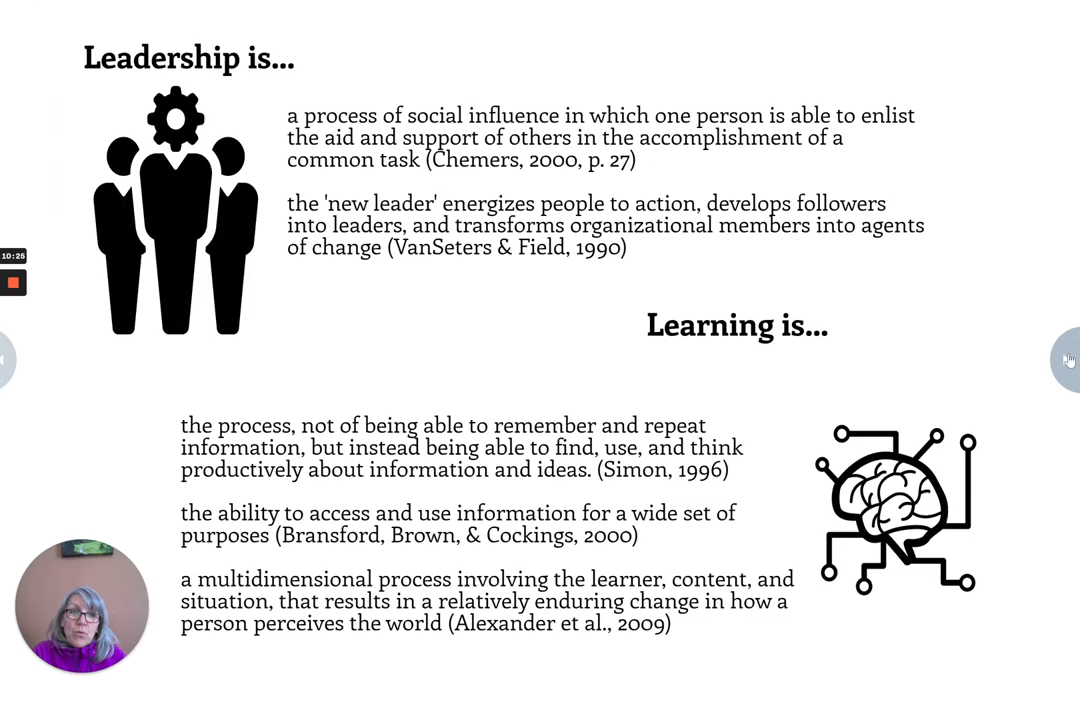 Leadership is...
a process of social influence in which one person is able to enlist
the aid and support of others in the accomplishment of a
common task (Chemers, 2000, p. 27)
the 'new leader' energizes people to action, develops followers
into leaders, and transforms organizational members into agents
of change (VanSeters & Field, 1990)
10:25
Learning is...
the process, not of being able to remember and repeat
information, but instead being able to find, use, and think
productively about information and ideas. (Simon, 1996)
the ability to access and use information for a wide set of
purposes (Bransford, Brown, & Cockings, 2000)
a multidimensional process involving the learner, content, and
situation, that results in a relatively enduring change in how a
person perceives the world (Alexander et al., 2009)